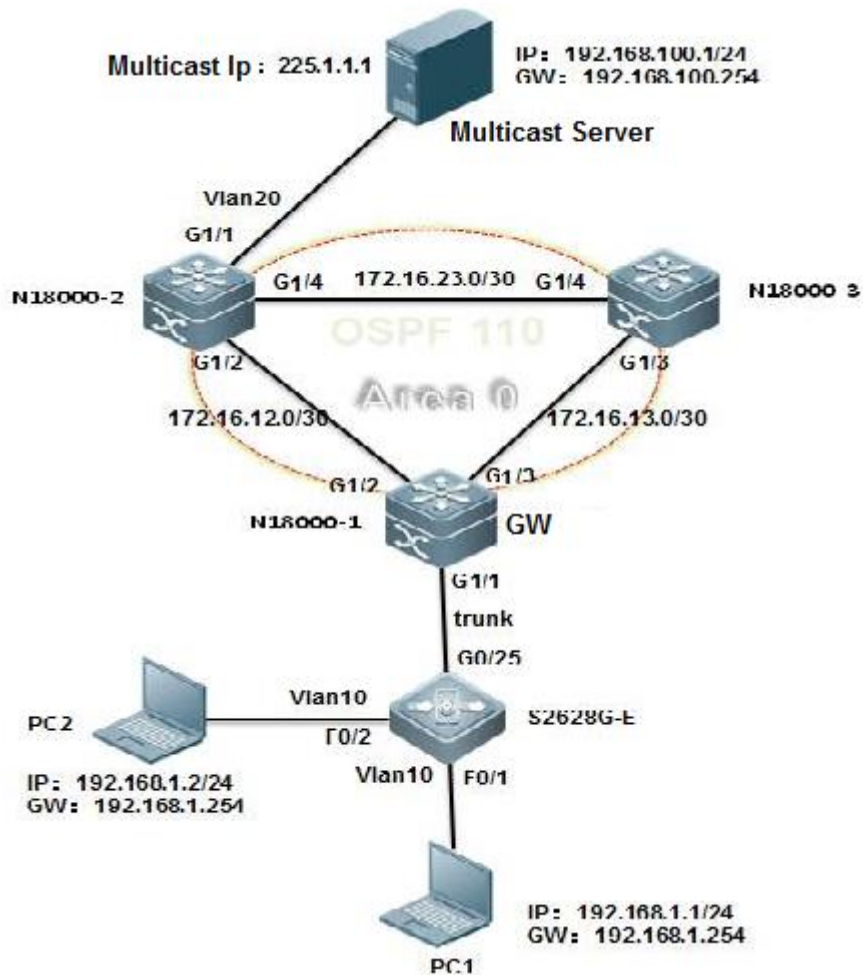 Multicast Ip : 225.1.1.1
IP: 192.168.100.1/24
GW: 192.168.100.254
Multicast Server
Vlan20
G1/1
N18000-2
G1/4
172.16.23.0/30
G1/4
N18000-3
OSPF 110
G1/2
G1/3
Area 0
172.16.12.0/30
172.16.13.0/30
G1/2
G1/3
N18000-1
GW
G1/1
trunk
G0/25
Vlan10
S2628G-E
PC2
F0/2
Vlan10
F0/1
IP: 192.168.1.2/24
GW: 192.168.1.254
IP: 192.168.1.1/24
GW: 192.168.1.254
PC1